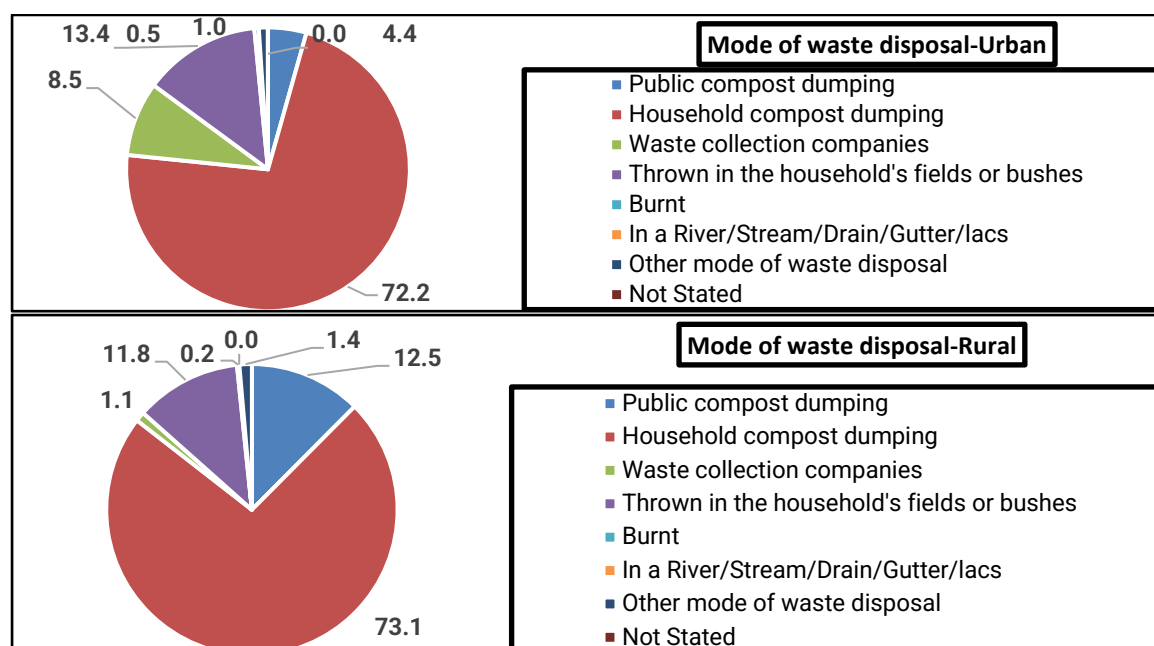 13.4 0.5 1.0 0.0 4.4
8.5
72.2
Mode of waste disposal-Urban
Public compost dumping
Household compost dumping
Waste collection companies
Thrown in the household's fields or bushes
Burnt
In a River/Stream/Drain/Gutter/lacs
Other mode of waste disposal
Not Stated
0.0
11.8 0.2 1.4 12.5
1.1
73.1
Mode of waste disposal-Rural
Public compost dumping
Household compost dumping
Waste collection companies
Thrown in the household's fields or bushes
Burnt
In a River/Stream/Drain/Gutter/lacs
Other mode of waste disposal
Not Stated